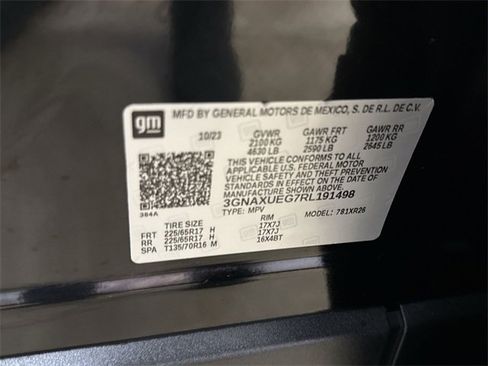 gm
MFD BY GENERAL MOTORS DE MEXICO, S. DE R.L. DE C.V.
10/23 GVWR GAWR FRT GAWR RR
2100 KG 1175 KG 1200 KG
4630 LB 2590 LB 2645 LB
THIS VEHICLE CONFORMS TO ALL
APPLICABLE U.S. FEDERAL MOTOR
VEHICLE SAFETY AND THEFT
PREVENTION STANDARDS IN
EFFECT ON THE DATE OF
MANUFACTURE SHOWN ABOVE.
3GNAXUEG7RL191498
TYPE: MPV MODEL: 791XR26
384A
TIRE SIZE RIM
FRT 225/65R17 H 17X7J
RR 225/65R17 H 17X7J
SPA T135/70R16 M 16X4BT